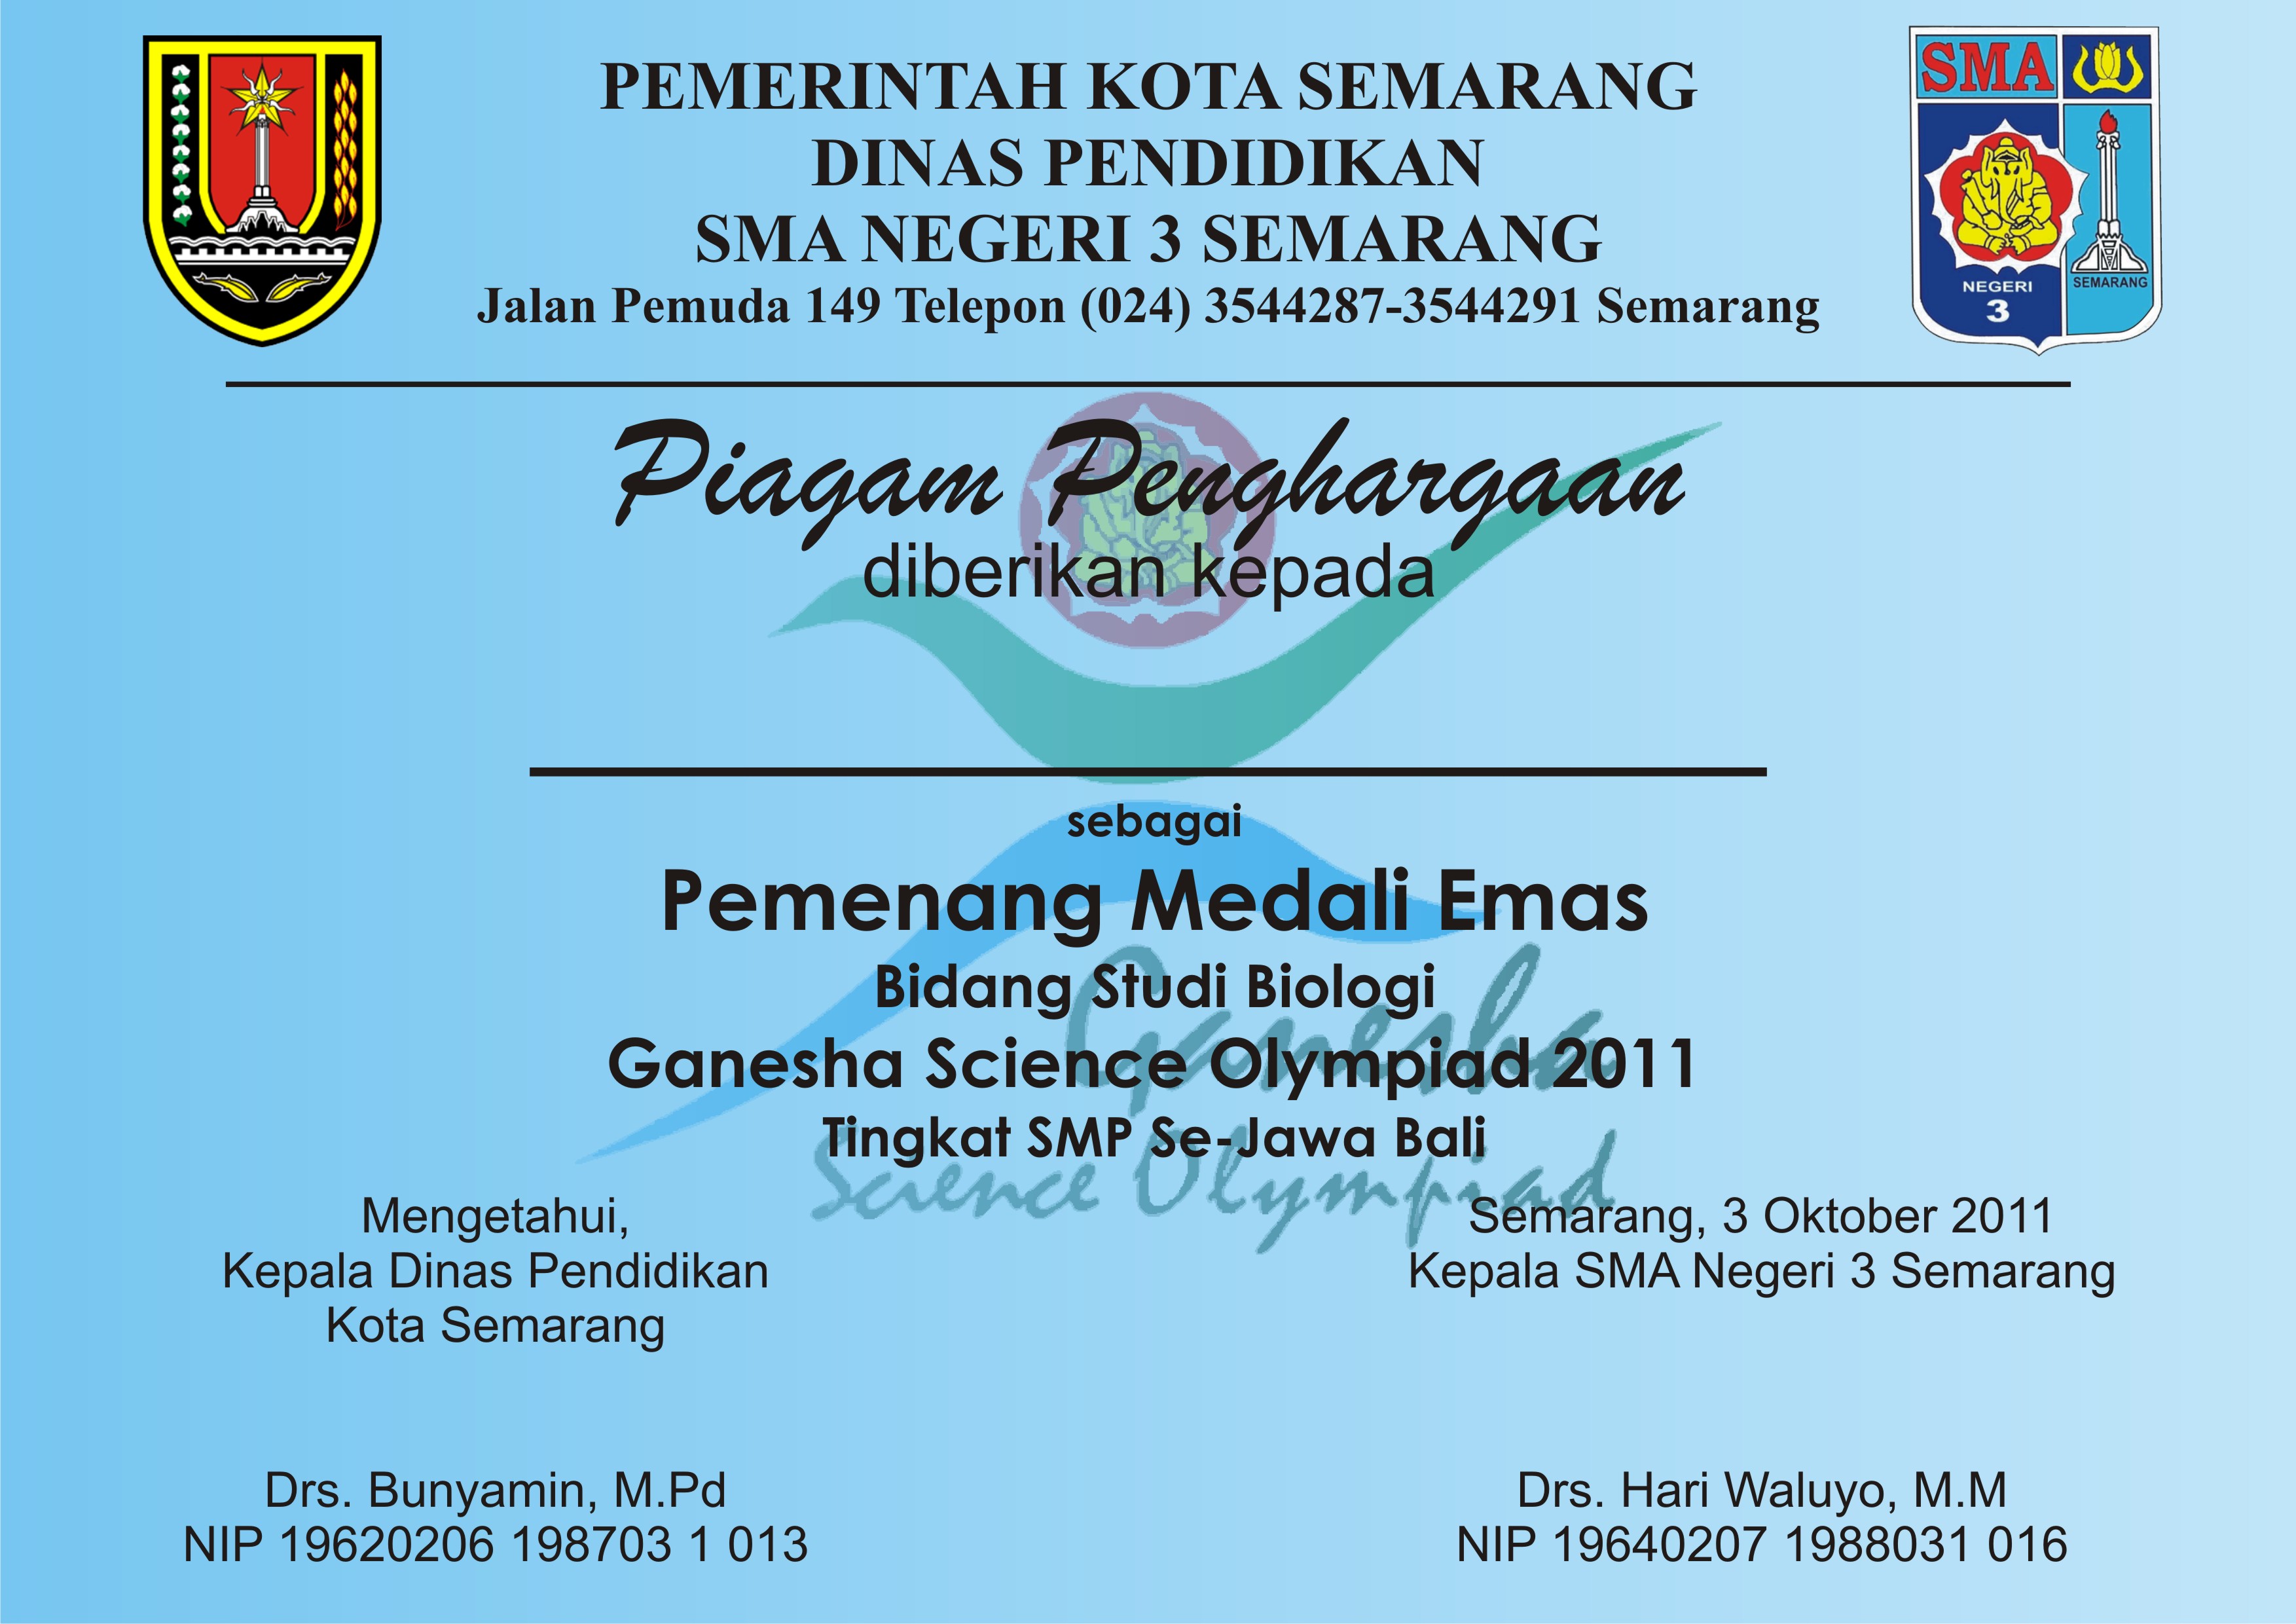 PEMERINTAH KOTA SEMARANG
DINAS PENDIDIKAN
SMA NEGERI 3 SEMARANG
Jalan Pemuda 149 Telepon (024) 3544287-3544291 Semarang
SMA
NEGERI
3
SEMARANG
Piagam Penghargaan
diberikan kepada
sebagai
Pemenang Medali Emas
Bidang Studi Biologi
Ganesha Science Olympiad 2011
Tingkat SMP Se-Jawa Bali
Ganesha
Science Olympiad
Mengetahui,
Kepala Dinas Pendidikan
Kota Semarang
Drs. Bunyamin, M.Pd
NIP 19620206 198703 1 013
Semarang, 3 Oktober 2011
Kepala SMA Negeri 3 Semarang
Drs. Hari Waluyo, M.M
NIP 19640207 1988031 016